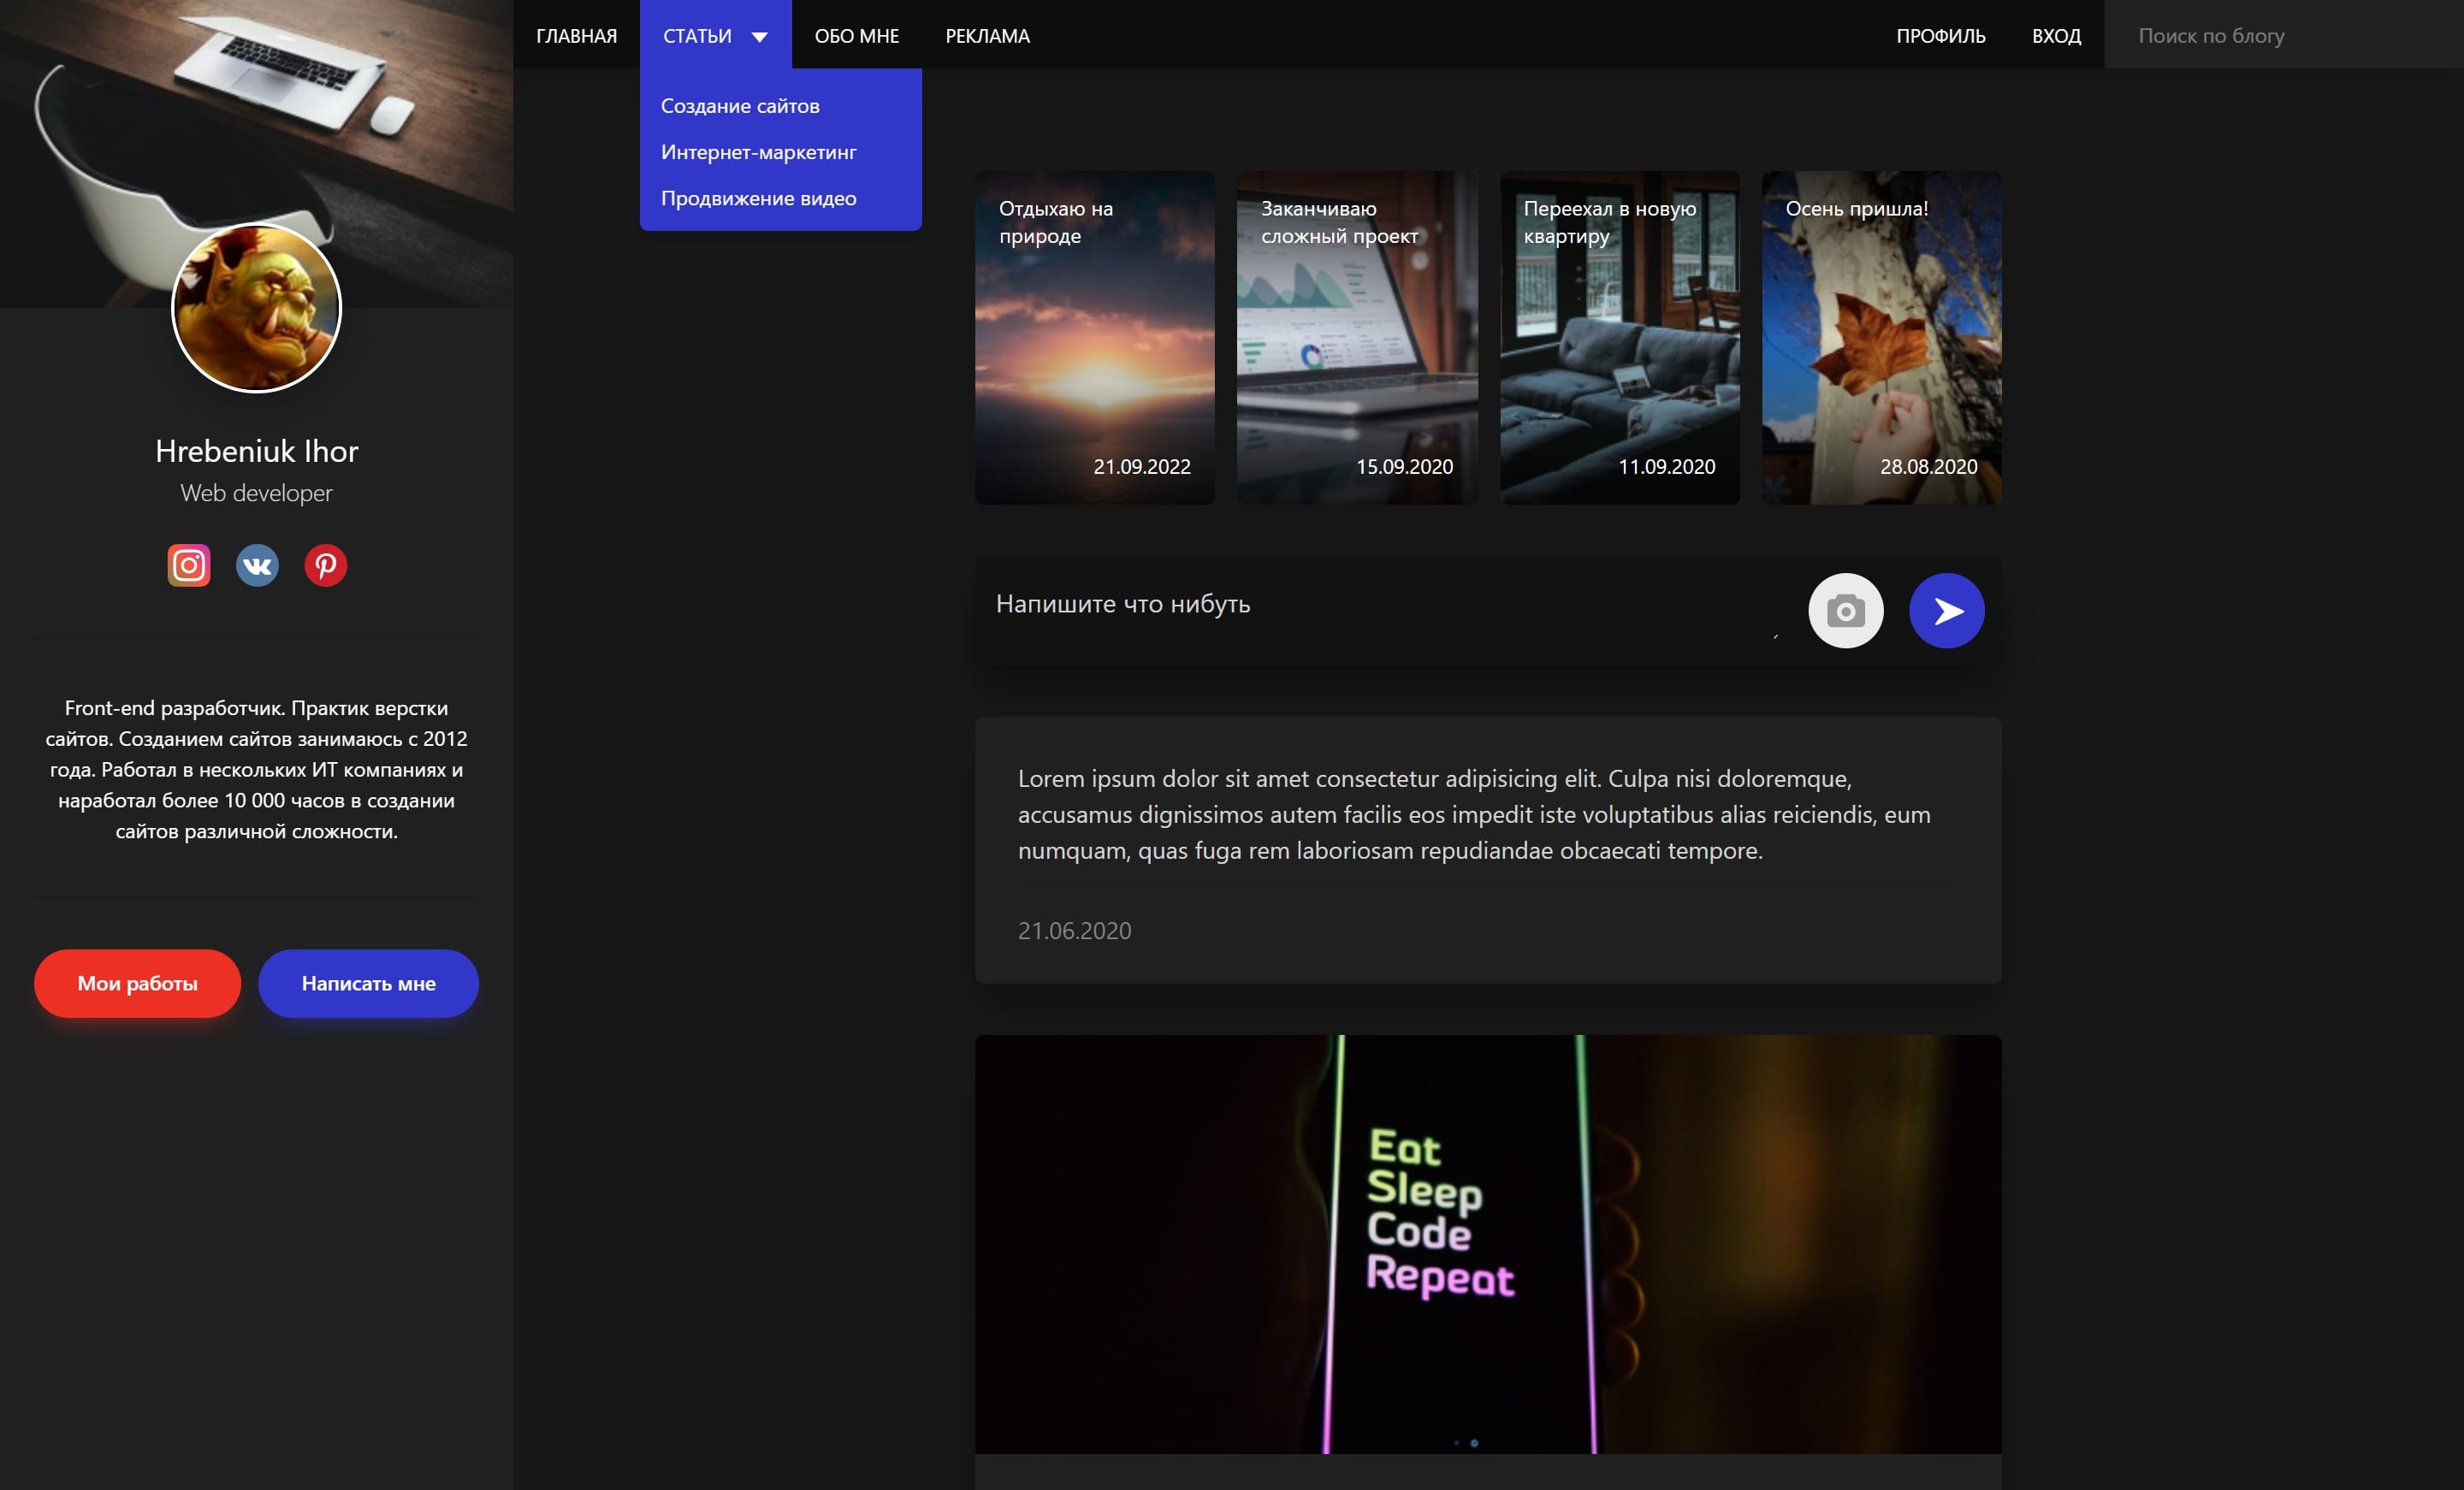 ГЛАВНАЯ
СТАТЬИ
ОБО МНЕ
РЕКЛАМА
ПРОФИЛЬ
ВХОД
Поиск по блогу
Создание сайтов
Интернет-маркетинг
Продвижение видео
Hrebeniuk Ihor
Web developer
Front-end разработчик. Практик верстки
сайтов. Созданием сайтов занимаюсь с 2012
года. Работал в нескольких ИТ компаниях и
наработал более 10 000 часов в создании
сайтов различной сложности.
Мои работы
Написать мне
Отдыхаю на
природе
21.09.2022
Заканчиваю
сложный проект
15.09.2020
Переехал в новую
квартиру
11.09.2020
Осень пришла!
28.08.2020
Напишите что нибуть
Lorem ipsum dolor sit amet consectetur adipisicing elit. Culpa nisi doloremque,
accusamus dignissimos autem facilis eos impedit iste voluptatibus alias reiciendis, eum
numquam, quas fuga rem laboriosam repudiandae obcaecati tempore.
21.06.2020
Eat
Sleep
Code
Repeat